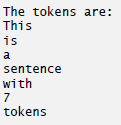 The tokens are:
This
is
a
sentence
with
7
tokens